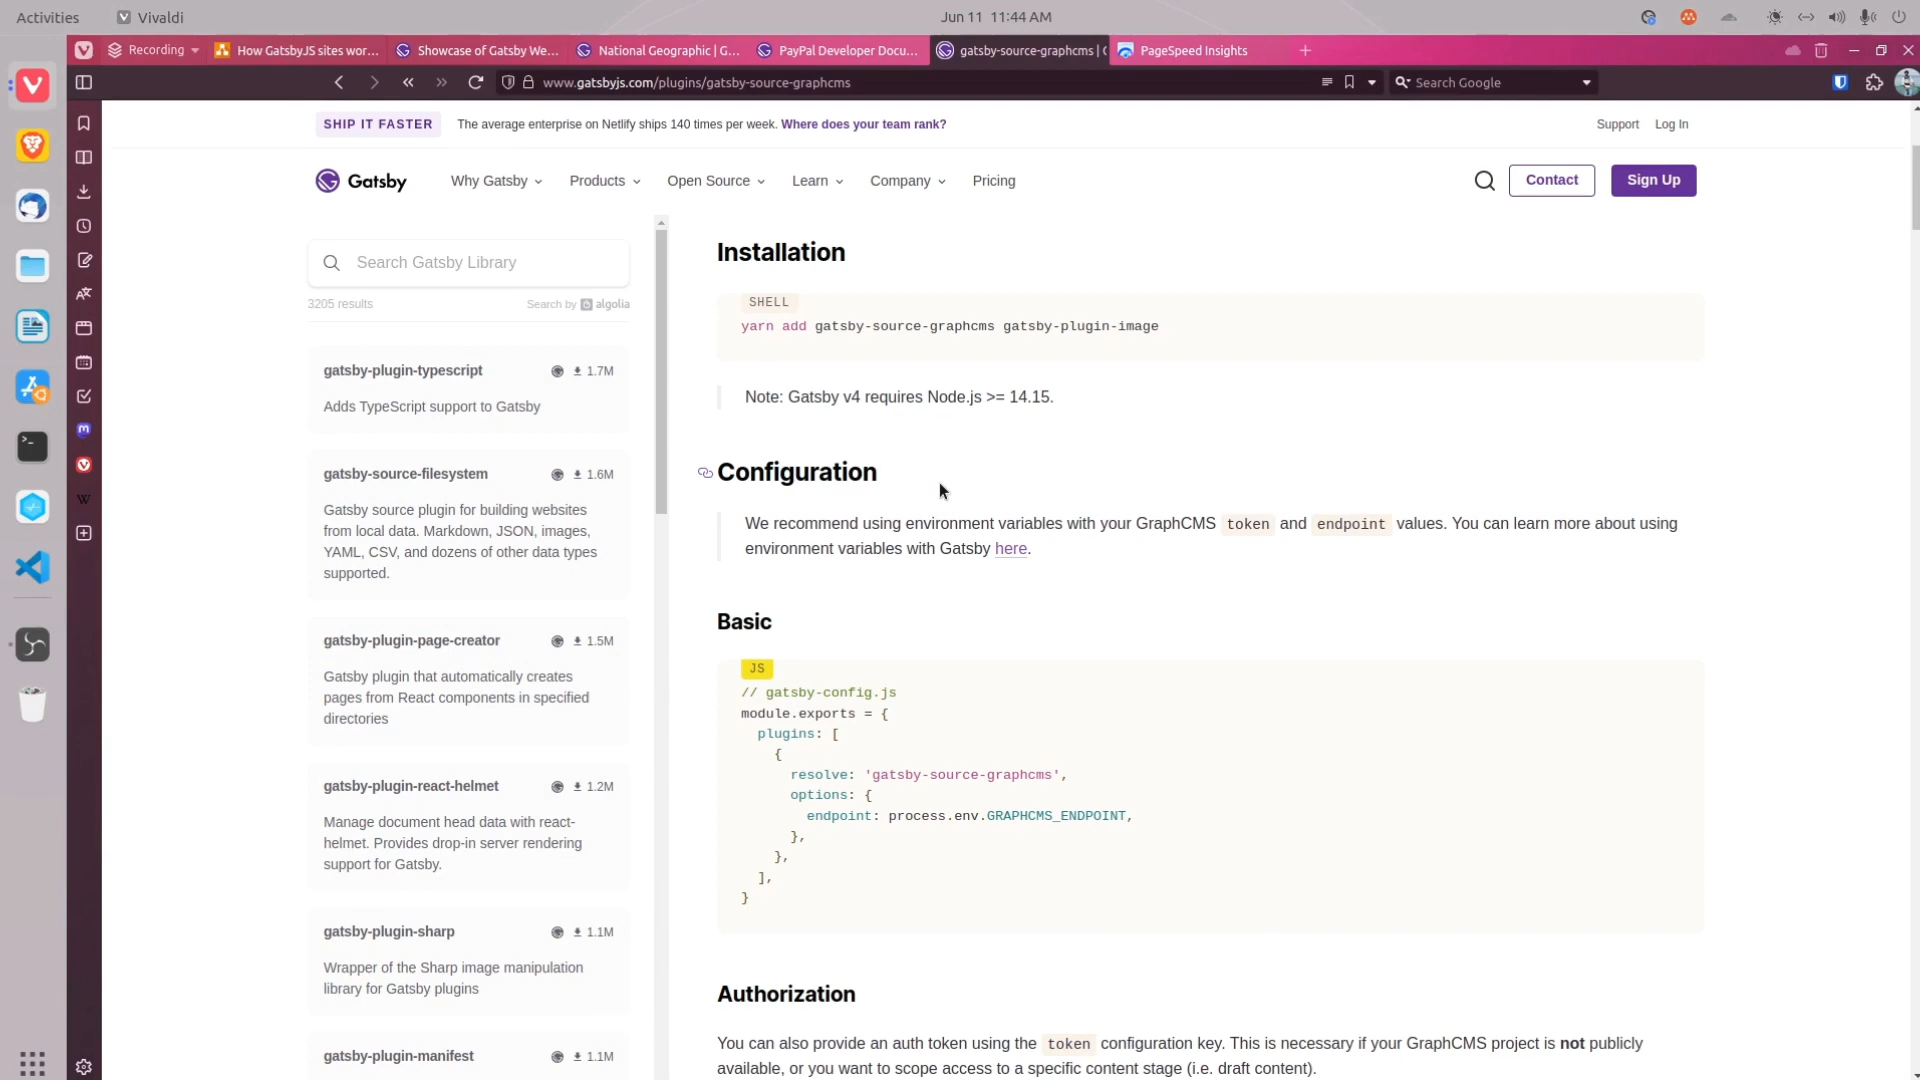 Activities
Vivaldi
Jun 11 11:44 AM
Recording
How GatsbyJS sites wor...
Showcase of Gatsby We...
National Geographic | G...
PayPal Developer Docu...
gatsby-source-graphcms | G
PageSpeed Insights
www.gatsbyjs.com/plugins/gatsby-source-graphcms
Search Google
SHIP IT FASTER
The average enterprise on Netlify ships 140 times per week. Where does your team rank?
Support
Log In
Gatsby
Why Gatsby
Products
Open Source
Learn
Company
Pricing
Contact
Sign Up
Search Gatsby Library
3205 results
Search by algolia
gatsby-plugin-typescript
1.7M
Adds TypeScript support to Gatsby
gatsby-source-filesystem
1.6M
Gatsby source plugin for building websites
from local data. Markdown, JSON, images,
YAML, CSV, and dozens of other data types
supported.
gatsby-plugin-page-creator
1.5M
Gatsby plugin that automatically creates
pages from React components in specified
directories
gatsby-plugin-react-helmet
1.2M
Manage document head data with react-
helmet. Provides drop-in server rendering
support for Gatsby.
gatsby-plugin-sharp
1.1M
Wrapper of the Sharp image manipulation
library for Gatsby plugins
gatsby-plugin-manifest
1.1M
Installation
SHELL
yarn add gatsby-source-graphcms gatsby-plugin-image
Note: Gatsby v4 requires Node.js >= 14.15.
Configuration
We recommend using environment variables with your GraphCMS token and endpoint values. You can learn more about using
environment variables with Gatsby here.
Basic
JS
// gatsby-config.js
module.exports = {
  plugins: [
    {
      resolve: 'gatsby-source-graphcms',
      options: {
        endpoint: process.env.GRAPHCMS_ENDPOINT,
      },
    },
  ],
}
Authorization
You can also provide an auth token using the token configuration key. This is necessary if your GraphCMS project is not publicly
available, or you want to scope access to a specific content stage (i.e. draft content).